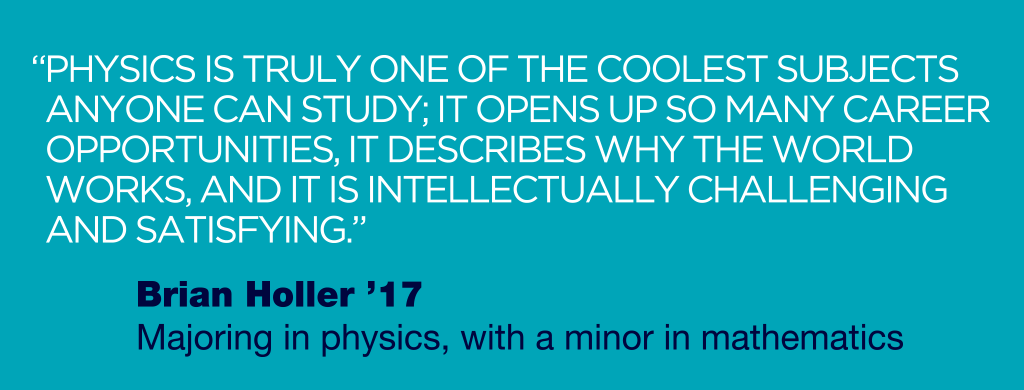 “PHYSICS IS TRULY ONE OF THE COOLEST SUBJECTS
ANYONE CAN STUDY; IT OPENS UP SO MANY CAREER
OPPORTUNITIES, IT DESCRIBES WHY THE WORLD
WORKS, AND IT IS INTELLECTUALLY CHALLENGING
AND SATISFYING.”
Brian Holler ’17
Majoring in physics, with a minor in mathematics